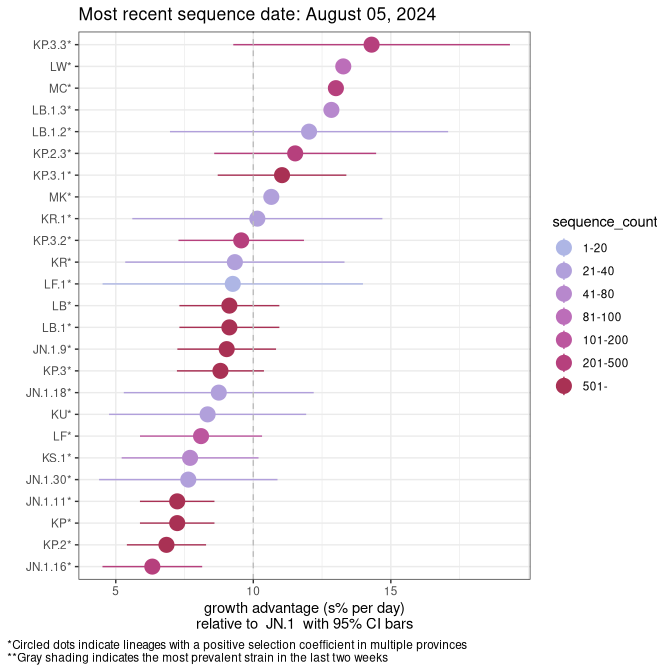 Most recent sequence date: August 05, 2024
KP.3.3*
LW*
MC*
LB.1.3*
LB.1.2*
KP.2.3*
KP.3.1*
MK*
KR.1*
KP.3.2*
KR*
LF.1*
LB*
LB.1*
JN.1.9*
KP.3*
JN.1.18*
KU*
LF*
KS.1*
JN.1.30*
JN.1.11*
KP*
KP.2*
JN.1.16*
5 10 15
growth advantage (s% per day)
relative to JN.1 with 95% CI bars
sequence_count
1-20
21-40
41-80
81-100
101-200
201-500
501-
*Circled dots indicate lineages with a positive selection coefficient in multiple provinces
**Gray shading indicates the most prevalent strain in the last two weeks